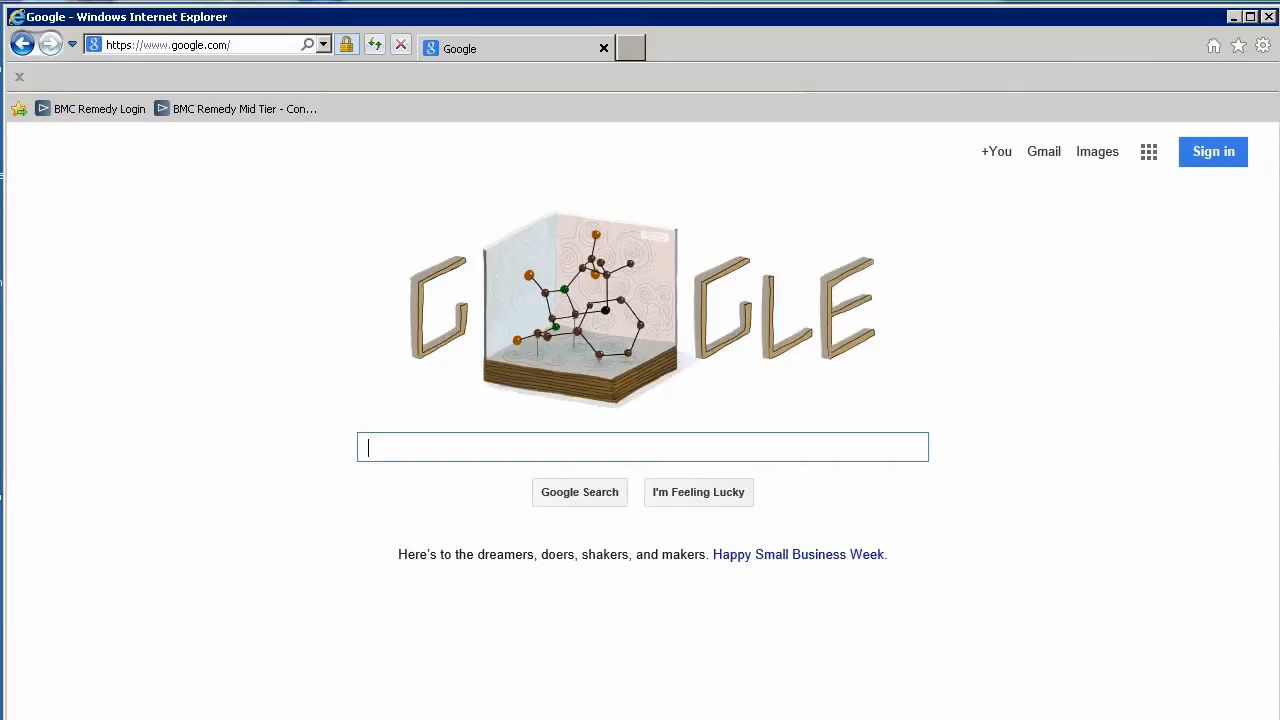 Google - Windows Internet Explorer
https://www.google.com/
Google
BMC Remedy Login BMC Remedy Mid Tier - Con...
+You Gmail Images Sign in
G GLE
Google Search I'm Feeling Lucky
Here's to the dreamers, doers, shakers, and makers. Happy Small Business Week.